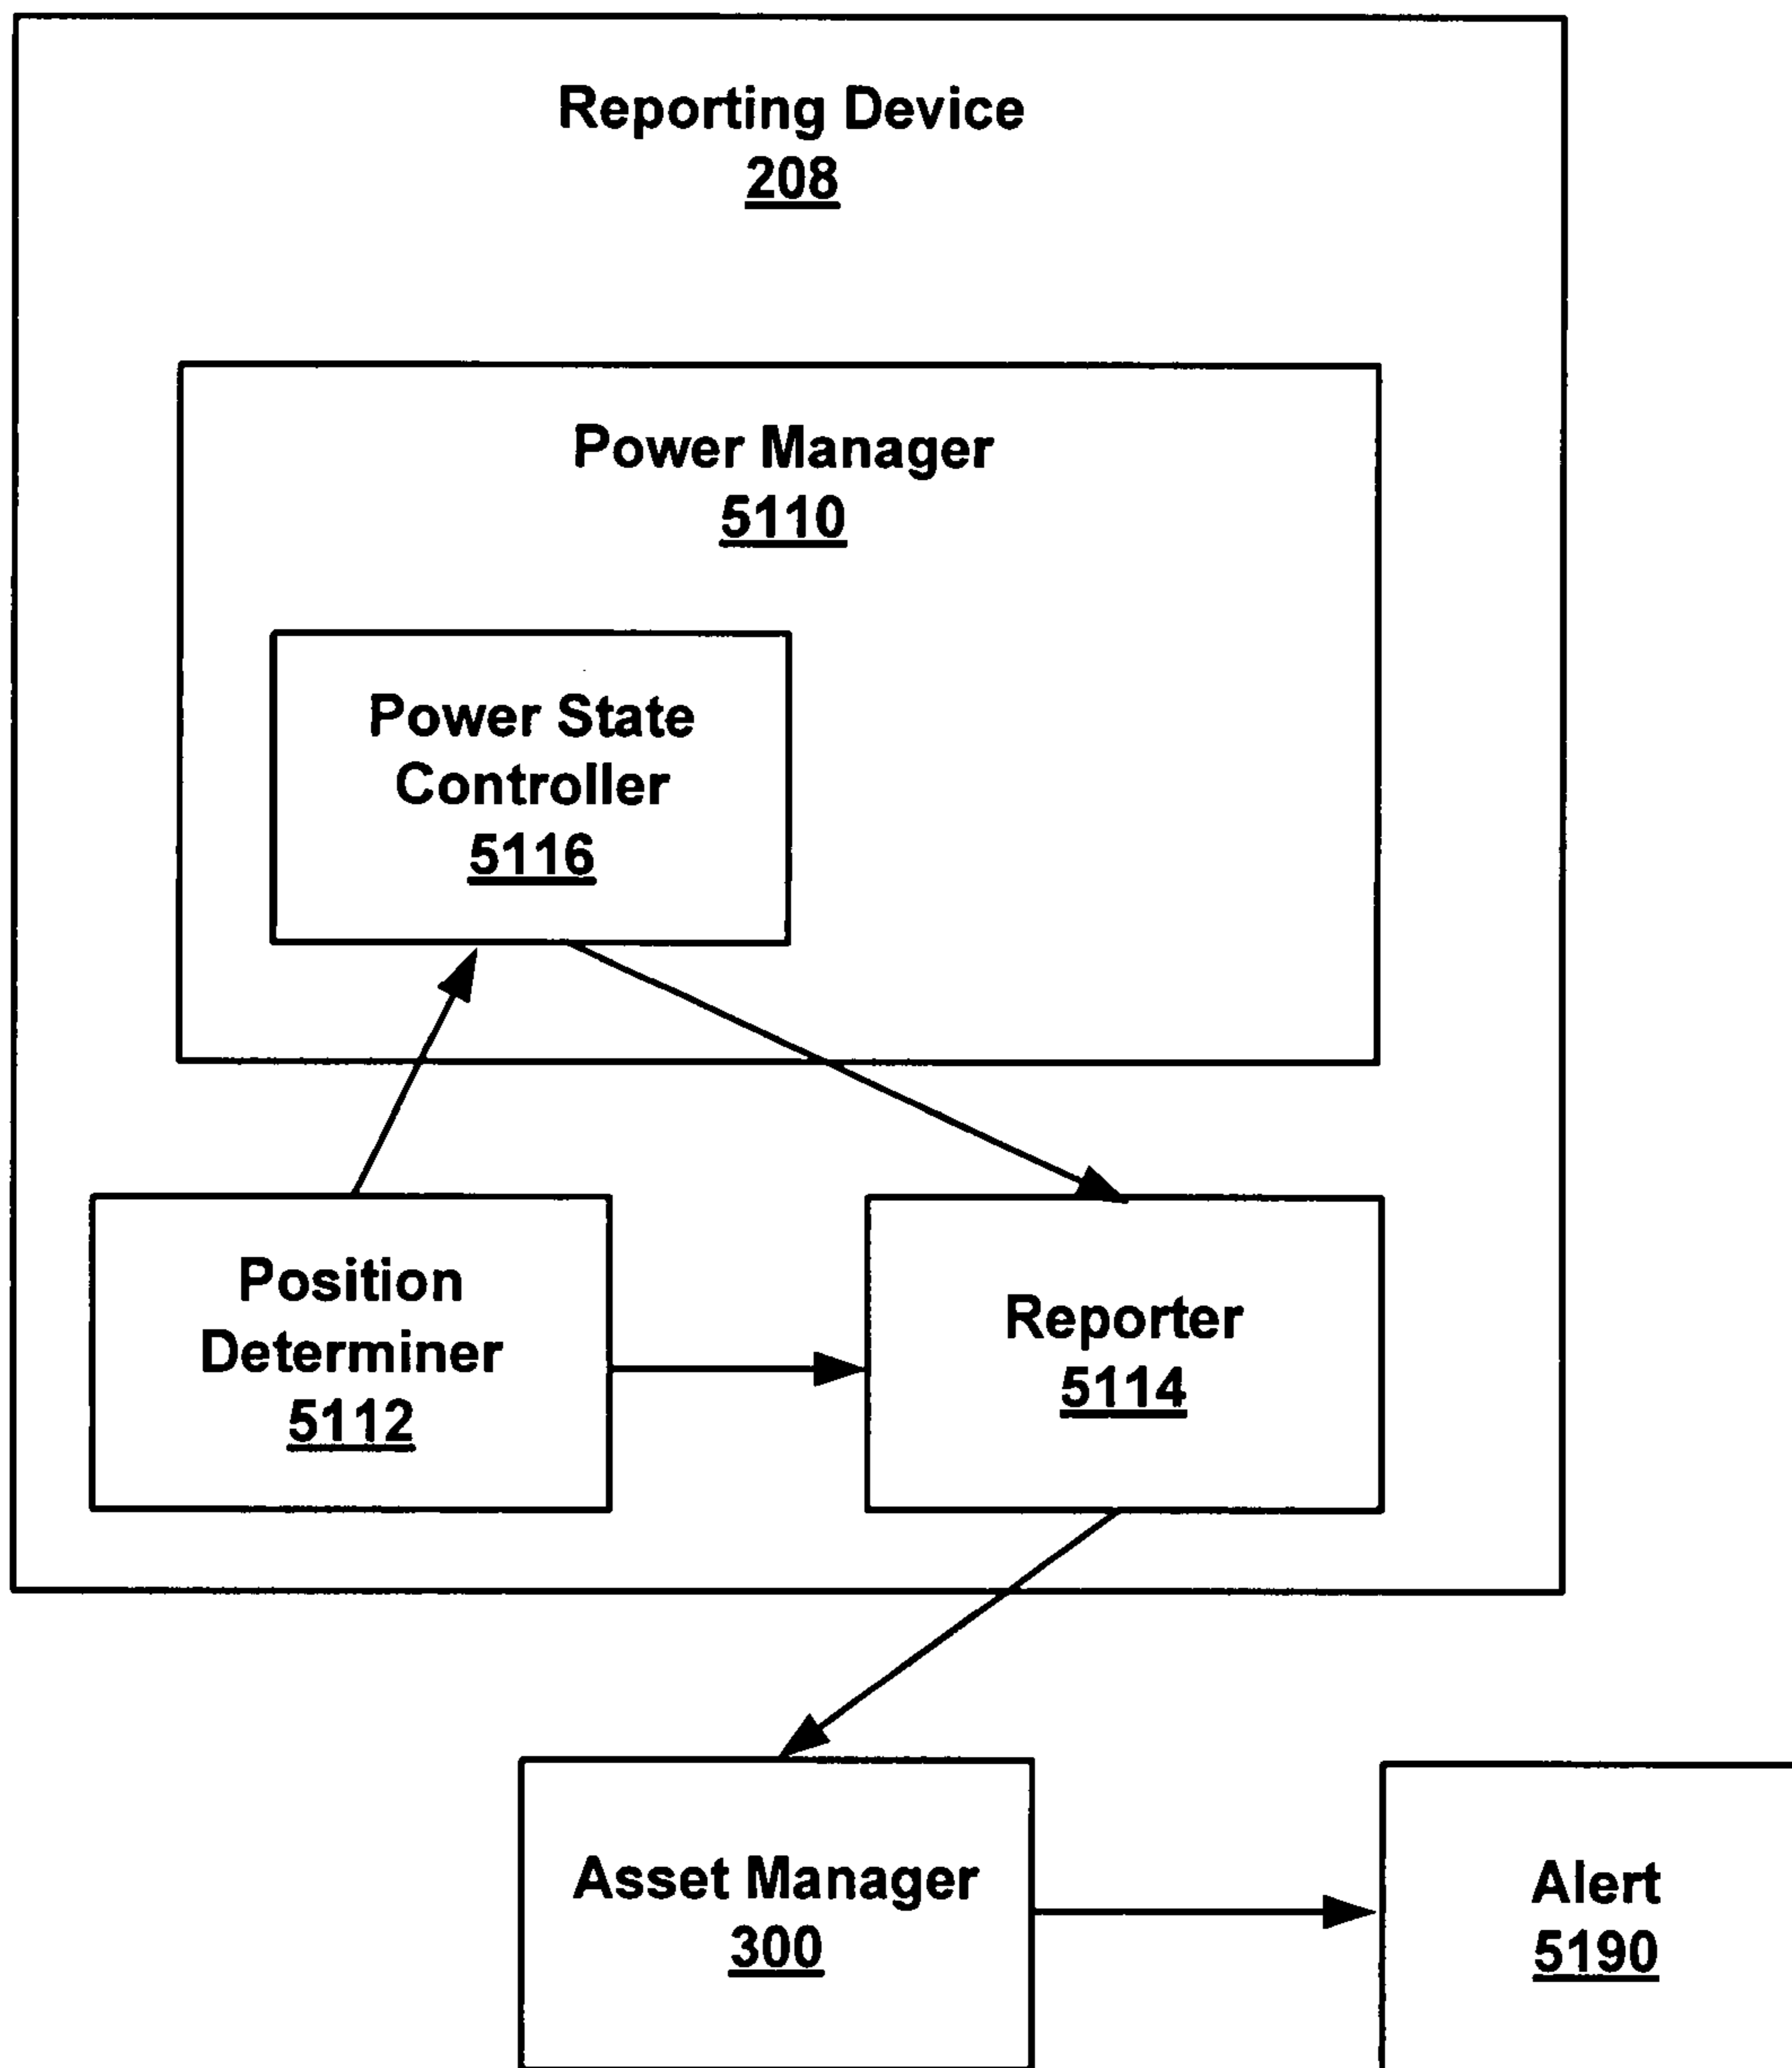 Reporting Device
208
Power Manager
5110
Power State
Controller
5116
Position
Determiner
5112
Reporter
5114
Asset Manager
300
Alert
5190